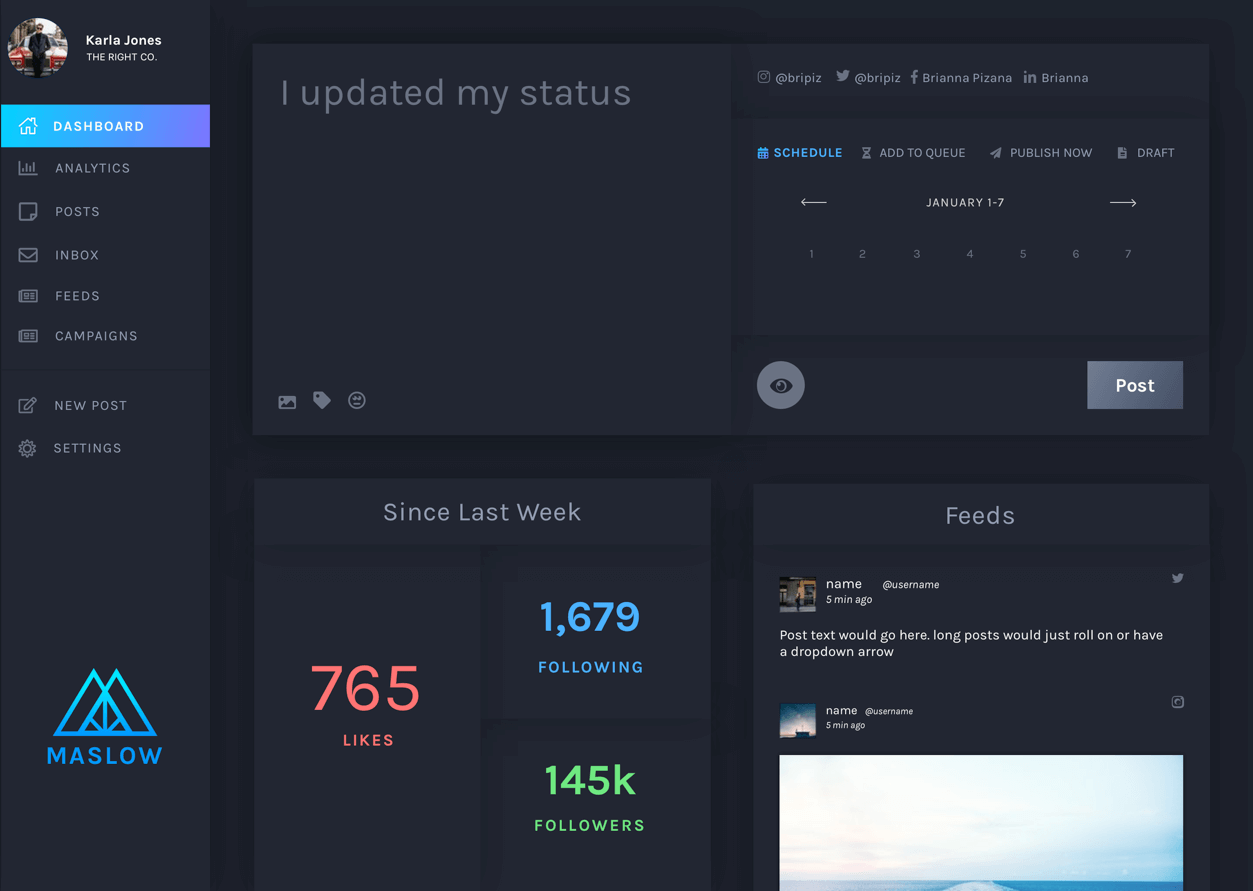 Karla Jones
THE RIGHT CO.
DASHBOARD
ANALYTICS
POSTS
INBOX
FEEDS
CAMPAIGNS
NEW POST
SETTINGS
MASLOW
I updated my status
@bripiz @bripiz Brianna Pizana Brianna
SCHEDULE ADD TO QUEUE PUBLISH NOW DRAFT
JANUARY 1-7
1 2 3 4 5 6 7
Post
Since Last Week
765
LIKES
1,679
FOLLOWING
145k
FOLLOWERS
Feeds
name @username
5 min ago
Post text would go here. long posts would just roll on or have
a dropdown arrow
name @username
5 min ago